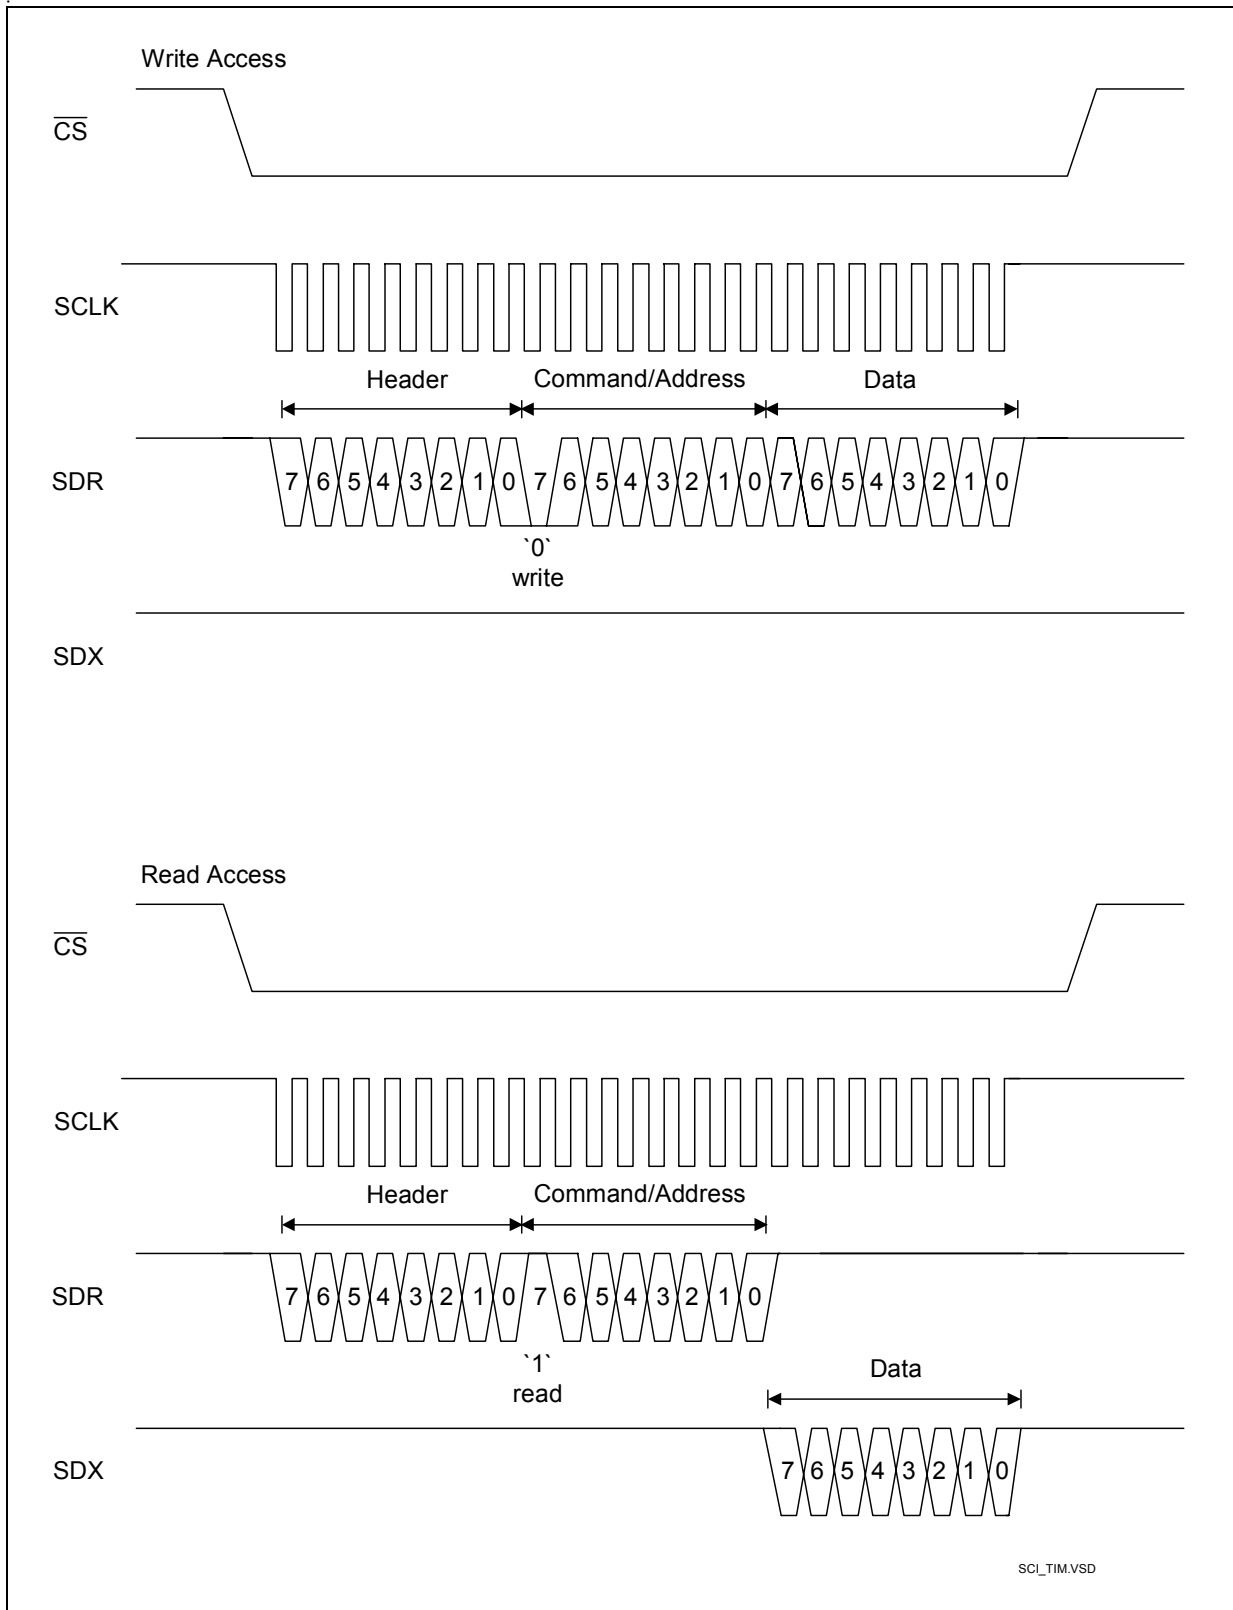 Write Access
CS
SCLK
Header Command/Address Data
SDR 7 6 5 4 3 2 1 0 7 6 5 4 3 2 1 0 7 6 5 4 3 2 1 0
`0`
write
SDX
Read Access
CS
SCLK
Header Command/Address
SDR 7 6 5 4 3 2 1 0 7 6 5 4 3 2 1 0
`1`
read
Data
SDX 7 6 5 4 3 2 1 0
SCI_TIM.VSD